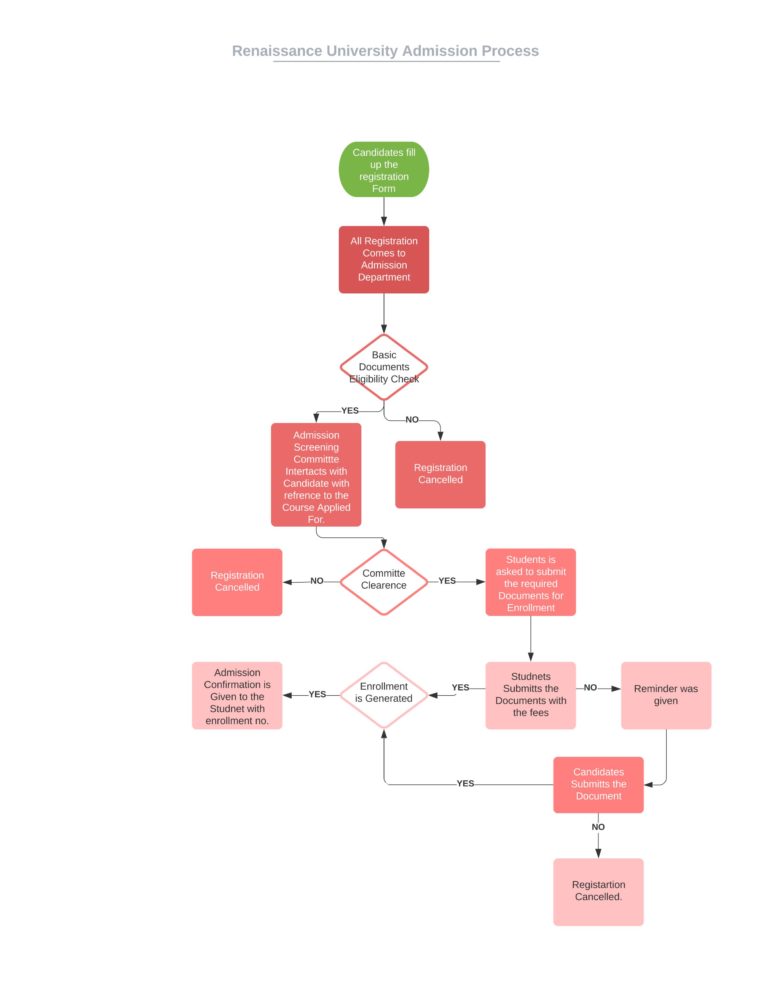 Renaissance University Admission Process
Candidates fill
up the
registration
Form
All Registration
Comes to
Admission
Department
Basic
Documents
Eligibility Check
YES
NO
Admission
Screening
Committte
Intertacts with
Candidate with
refrence to the
Course Applied
For.
Registration
Cancelled
Registration
Cancelled
NO
Committe
Clearence
YES
Students is
asked to submit
the required
Documents for
Enrollment
Admission
Confirmation is
Given to the
Studnet with
enrollment no.
YES
Enrollment
is Generated
YES
Studnets
Submitts the
Documents with
the fees
NO
Reminder was
given
YES
Candidates
Submitts the
Document
NO
Registartion
Cancelled.